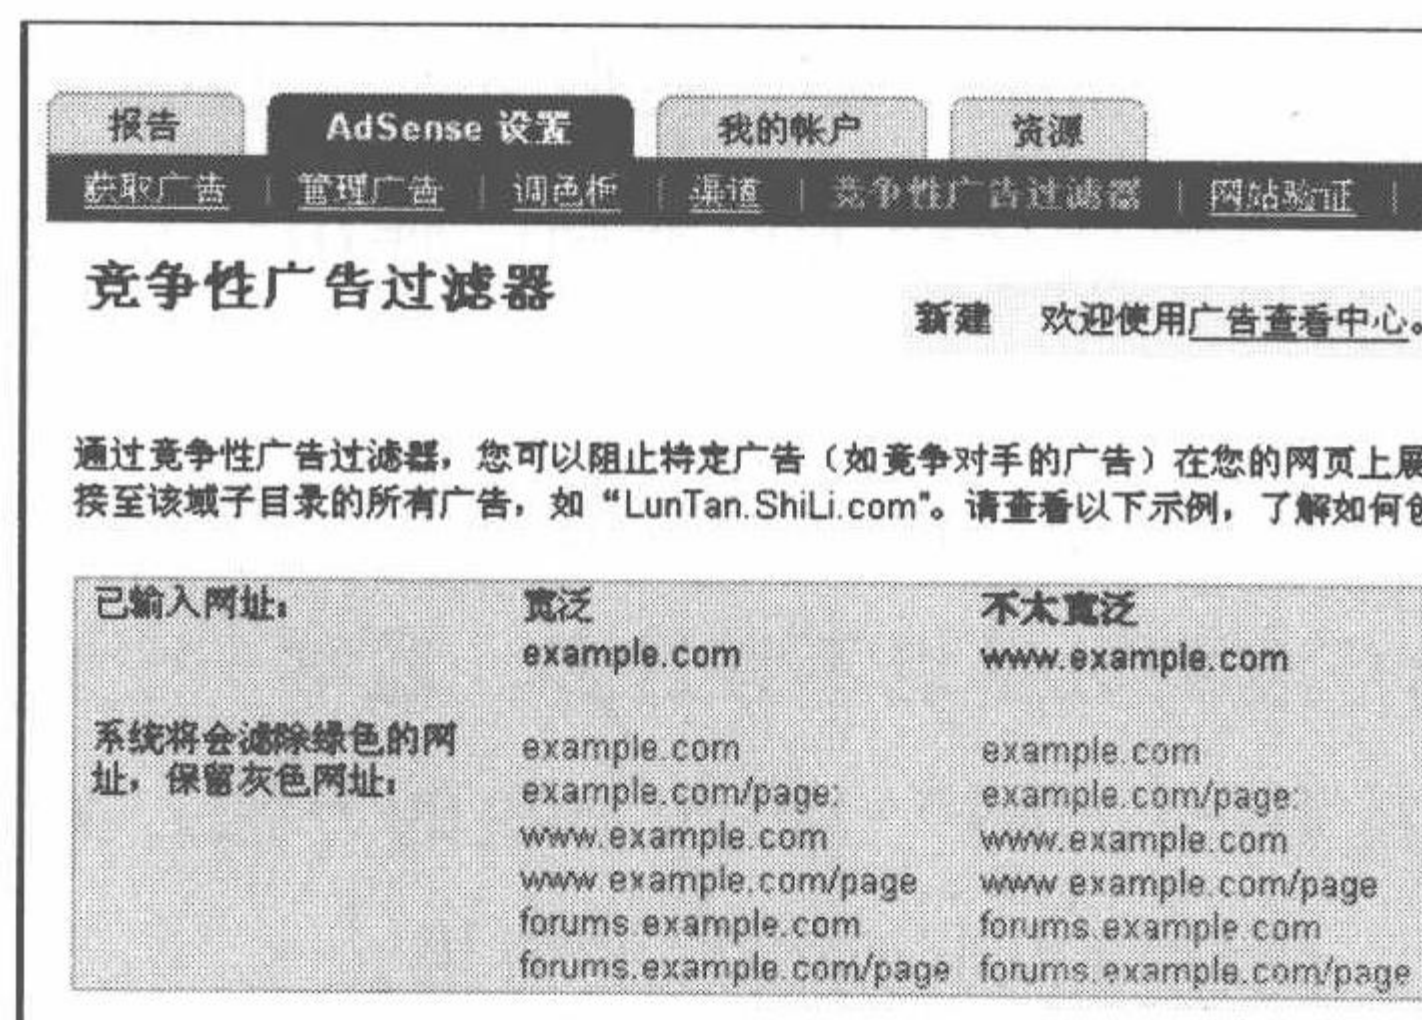 报告 AdSense 设置 我的帐户 资源
获取广告 | 管理广告 | 调色板 | 渠道 | 竞争性广告过滤器 | 网站验证 |
竞争性广告过滤器
新建 欢迎使用广告查看中心。
通过竞争性广告过滤器，您可以阻止特定广告（如竞争对手的广告）在您的网页上展
接至该域子目录的所有广告，如“LunTan.ShiLi.com"。请查看以下示例，了解如何创
已输入网址： 宽泛 不太宽泛
example.com www.example.com
系统将会滤除绿色的网 example.com example.com
址，保留灰色网址： example.com/page: example.com/page:
www.example.com www.example.com
www.example.com/page www.example.com/page
forums.example.com forums.example.com
forums.example.com/page forums.example.com/page